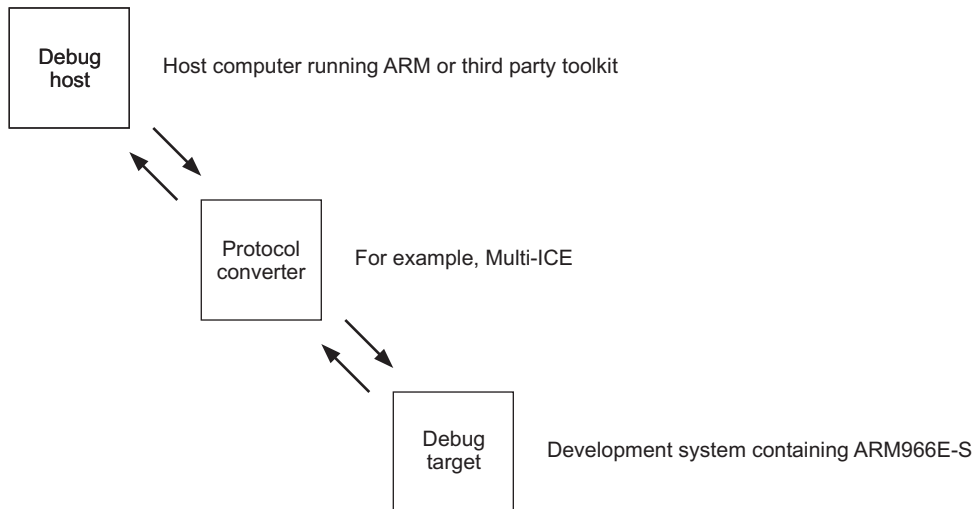 Debug
host
Host computer running ARM or third party toolkit
Protocol
converter
For example, Multi-ICE
Debug
target
Development system containing ARM966E-S